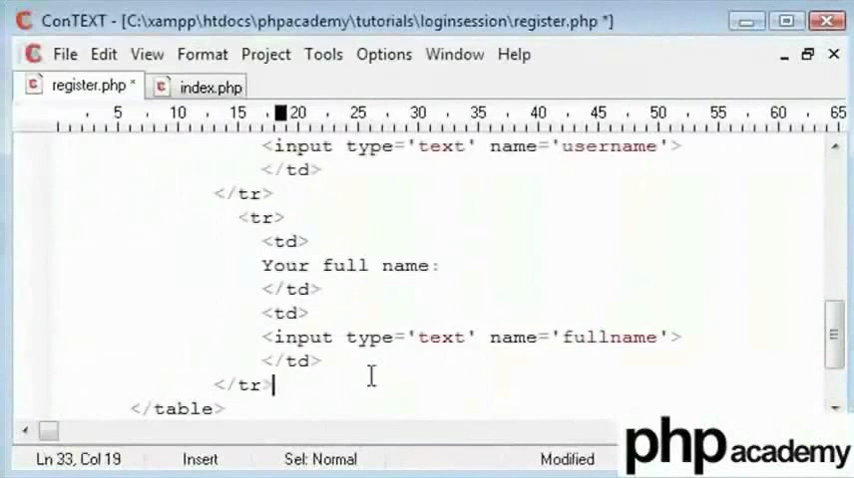 ConTEXT - [C:\xampp\htdocs\phpacademy\tutorials\loginsession\register.php *]
File Edit View Format Project Tools Options Window Help
register.php * index.php
5 10 15 20 25 30 35 40 45 50 55 60 65
<input type='text' name='username'>
</td>
</tr>
<tr>
<td>
Your full name:
</td>
<td>
<input type='text' name='fullname'>
</td>
</tr>
</table>
Ln 33, Col 19 Insert Sel: Normal Modified
php academy